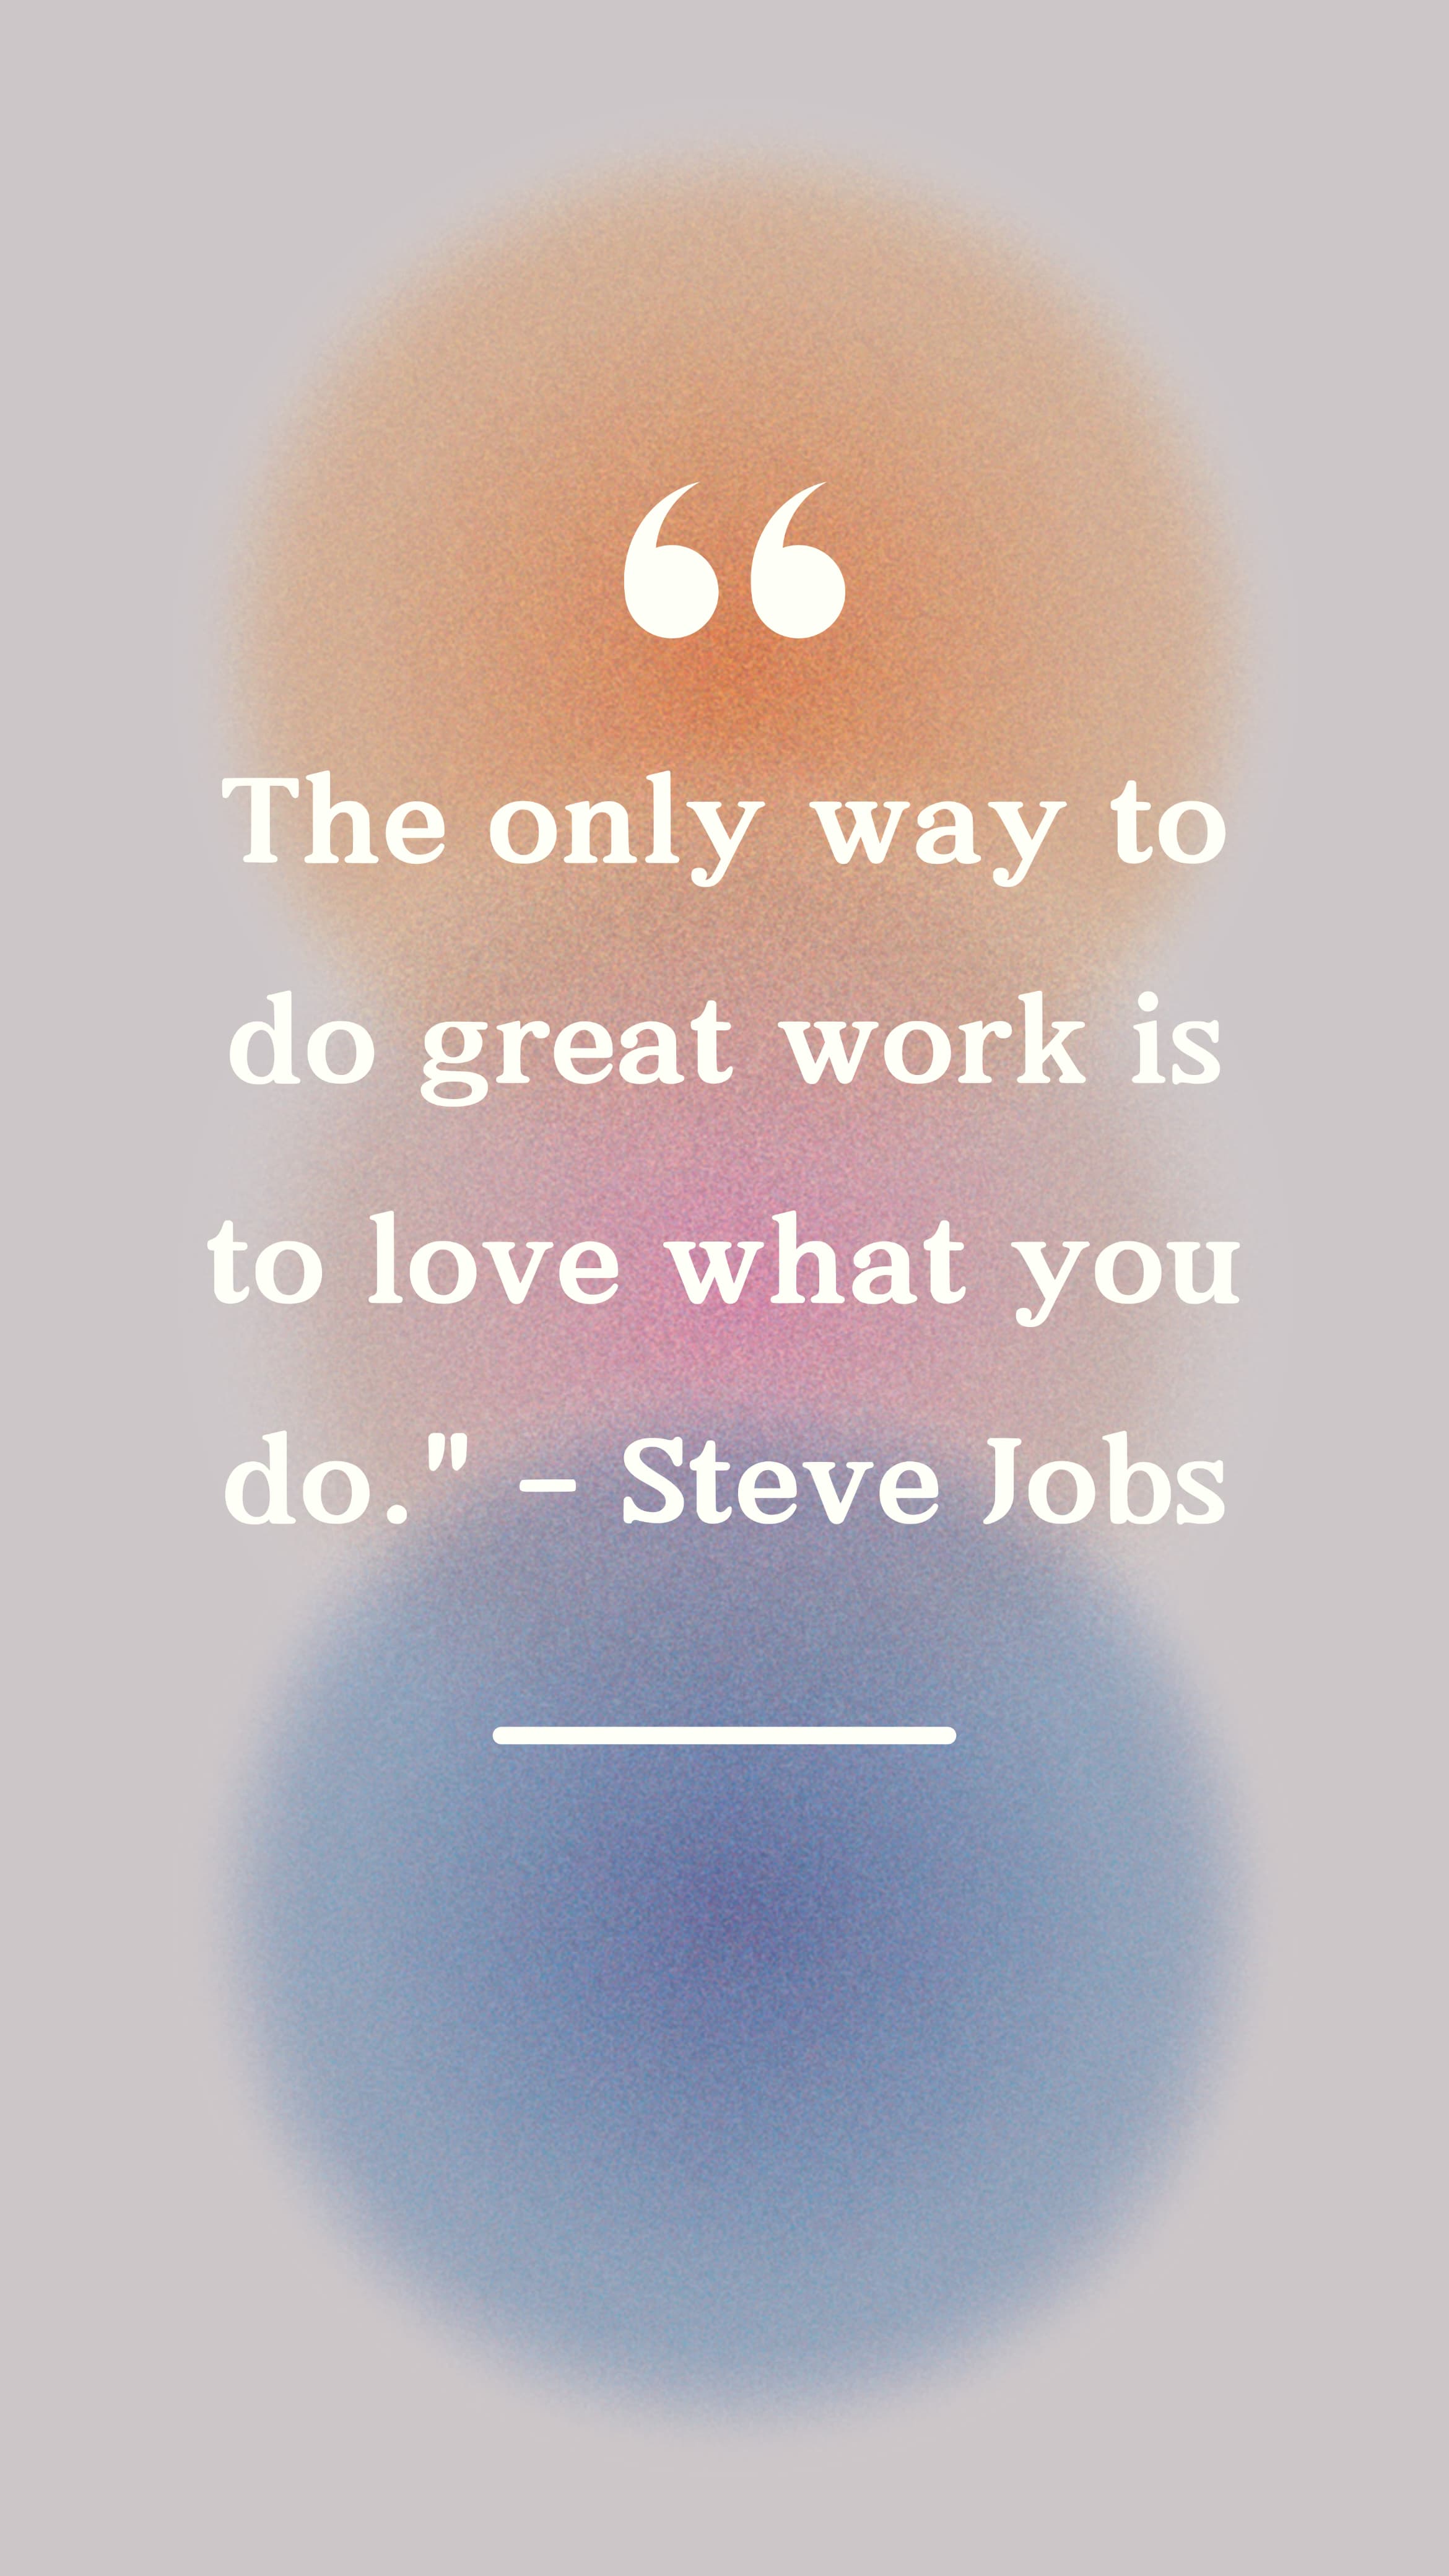 “
The only way to
do great work is
to love what you
do." – Steve Jobs